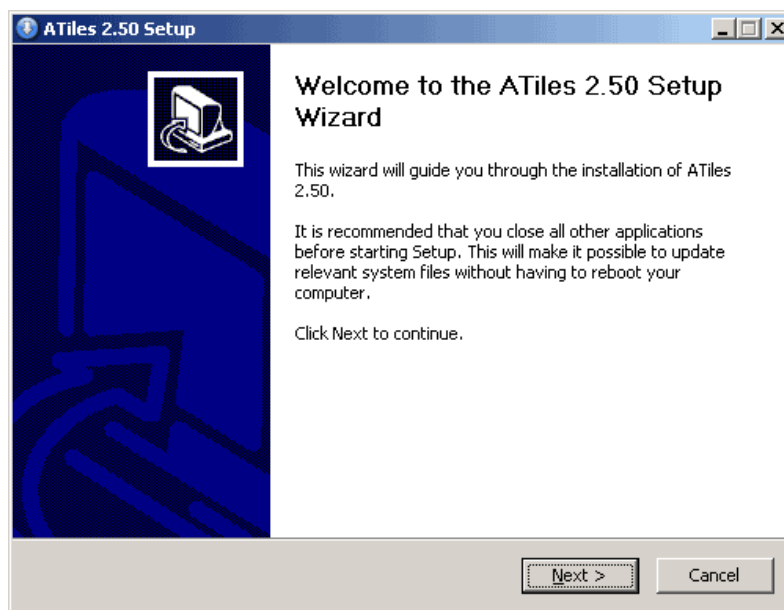 ATiles 2.50 Setup
Welcome to the ATiles 2.50 Setup
Wizard
This wizard will guide you through the installation of ATiles
2.50.
It is recommended that you close all other applications
before starting Setup. This will make it possible to update
relevant system files without having to reboot your
computer.
Click Next to continue.
Next >
Cancel